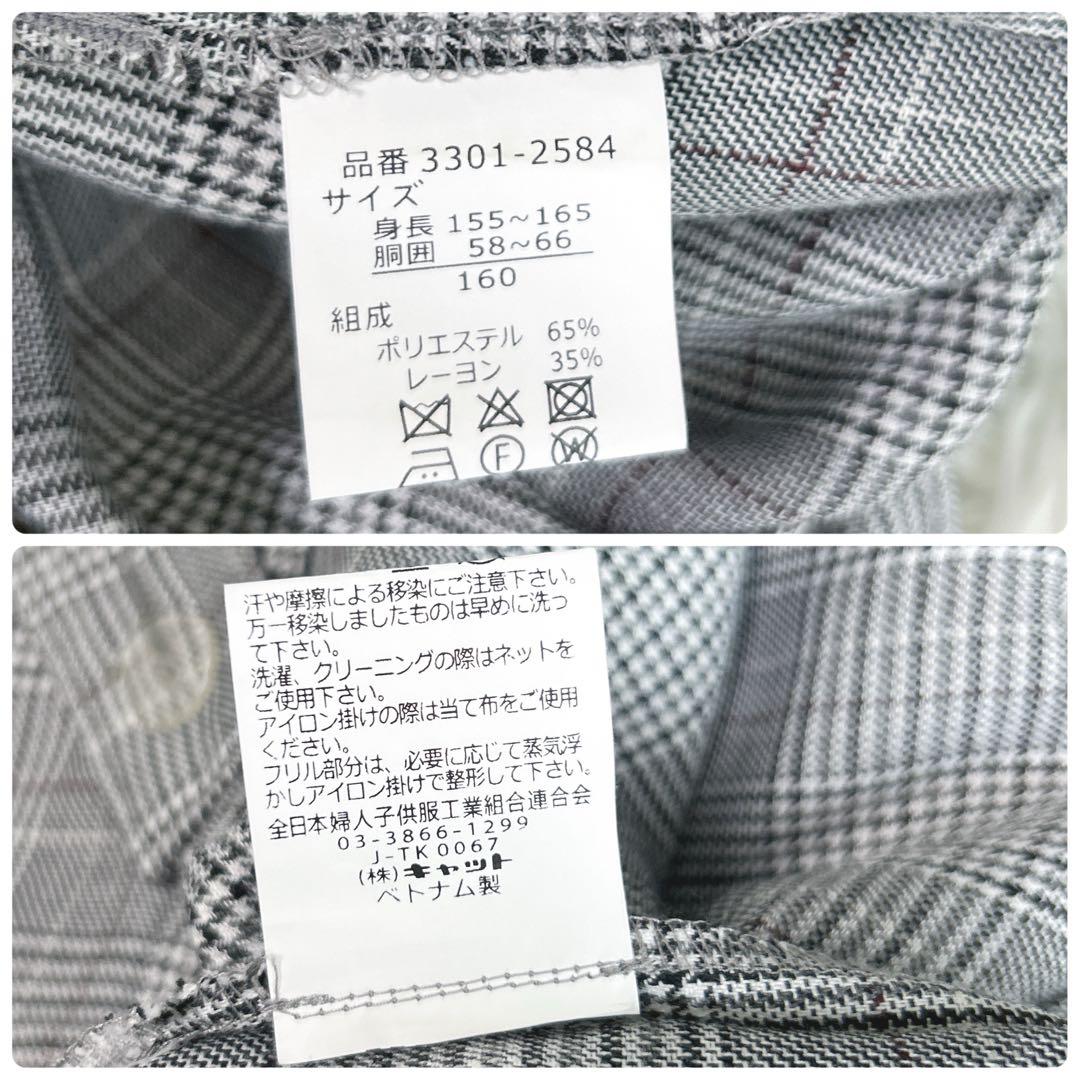 品番 3301-2584
サイズ
身長 155~165
胴囲 58~66
160
組成
ポリエステル 65%
レーヨン 35%
F
W
汗や摩擦による移染にご注意下さい。
万一移染しましたものは早めに洗っ
て下さい。
洗濯、クリーニングの際はネットを
ご使用下さい。
アイロン掛けの際は当て布をご使用
ください。
フリル部分は、必要に応じて蒸気浮
かしアイロン掛けで整形して下さい。
全日本婦人子供服工業組合連合会
03-3866-1299
J-TK0067
(株)キャット
ベトナム製